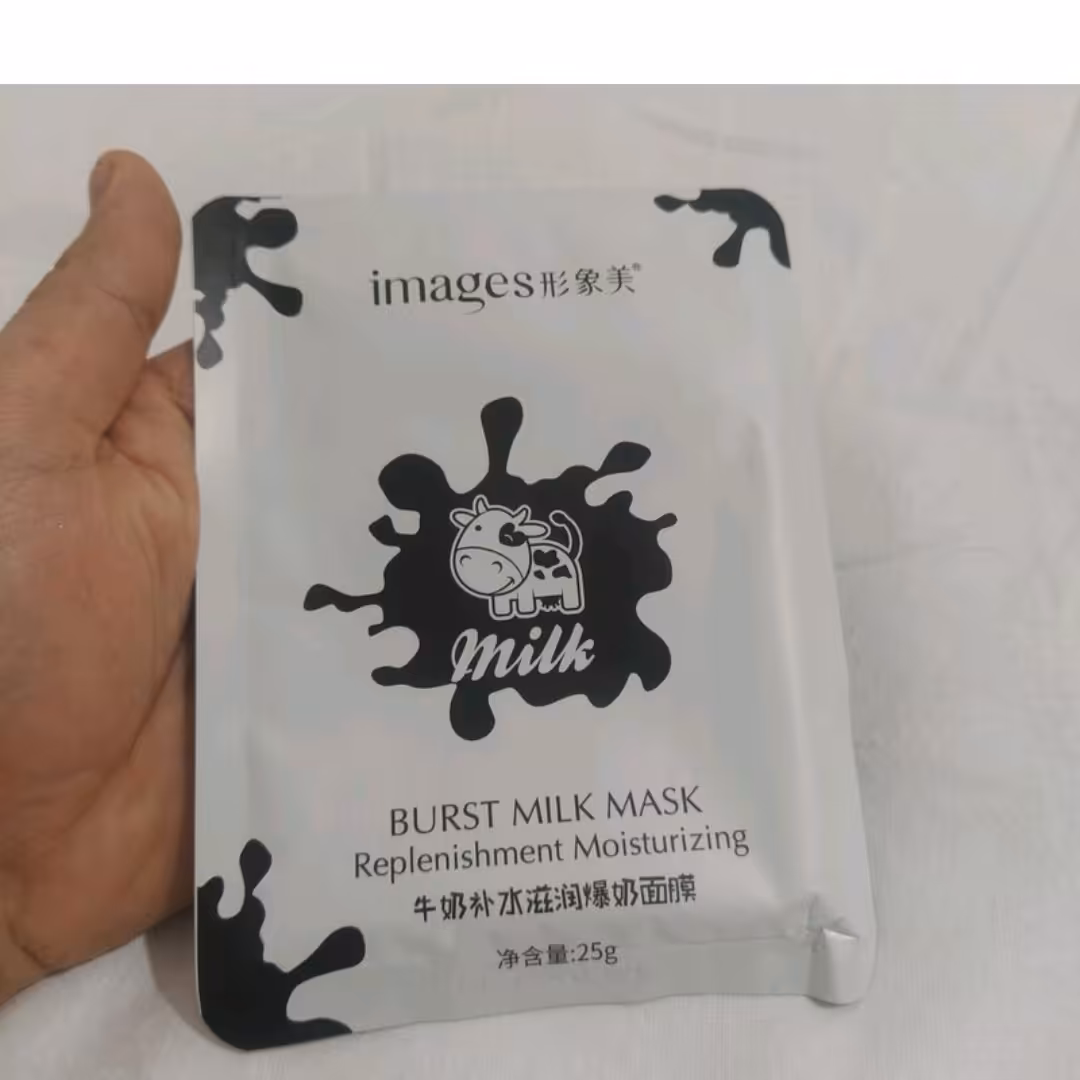 images形象美®
Milk
BURST MILK MASK
Replenishment Moisturizing
牛奶补水滋润爆奶面膜
净含量:25g